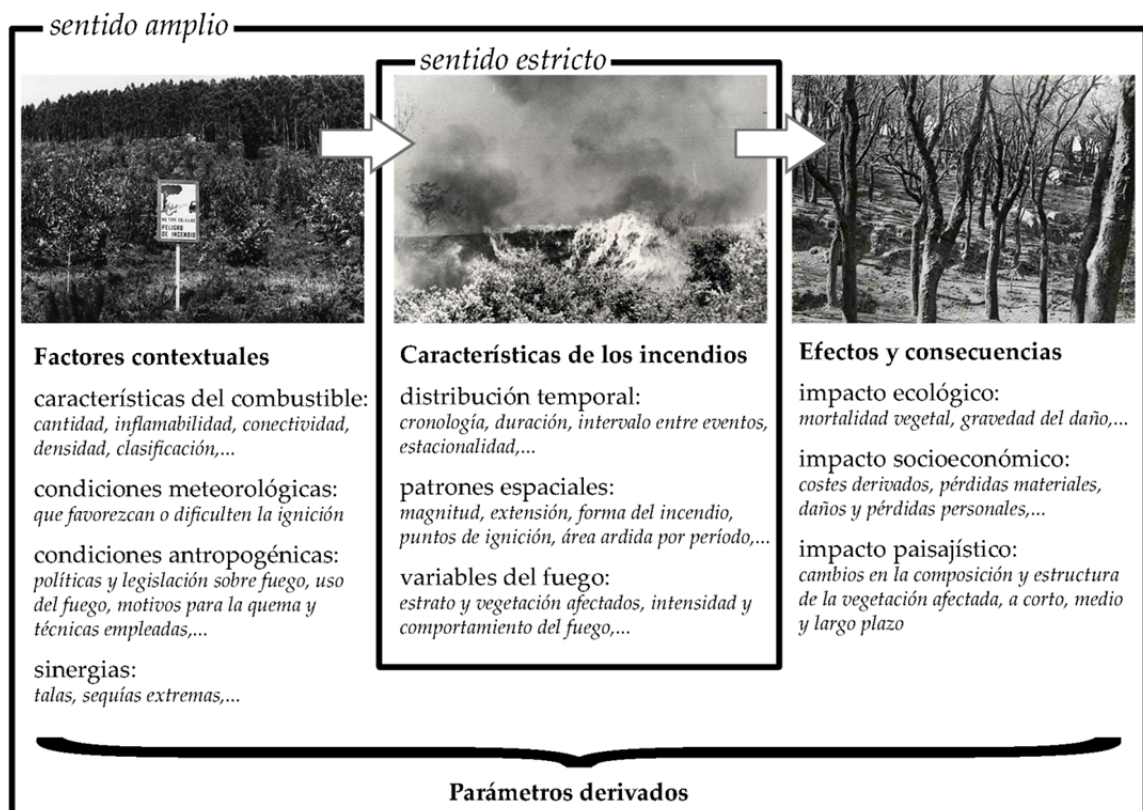 sentido amplio
sentido estricto
NO TIRE COLILLAS
PELIGRO
DE INCENDIO
Factores contextuales
características del combustible:
cantidad, inflamabilidad, conectividad,
densidad, clasificación,...
condiciones meteorológicas:
que favorezcan o dificulten la ignición
condiciones antropogénicas:
políticas y legislación sobre fuego, uso
del fuego, motivos para la quema y
técnicas empleadas,...
sinergias:
talas, sequías extremas,...
Características de los incendios
distribución temporal:
cronología, duración, intervalo entre eventos,
estacionalidad,...
patrones espaciales:
magnitud, extensión, forma del incendio,
puntos de ignición, área ardida por período,...
variables del fuego:
estrato y vegetación afectados, intensidad y
comportamiento del fuego,...
Efectos y consecuencias
impacto ecológico:
mortalidad vegetal, gravedad del daño,...
impacto socioeconómico:
costes derivados, pérdidas materiales,
daños y pérdidas personales,...
impacto paisajístico:
cambios en la composición y estructura
de la vegetación afectada, a corto, medio
y largo plazo
Parámetros derivados